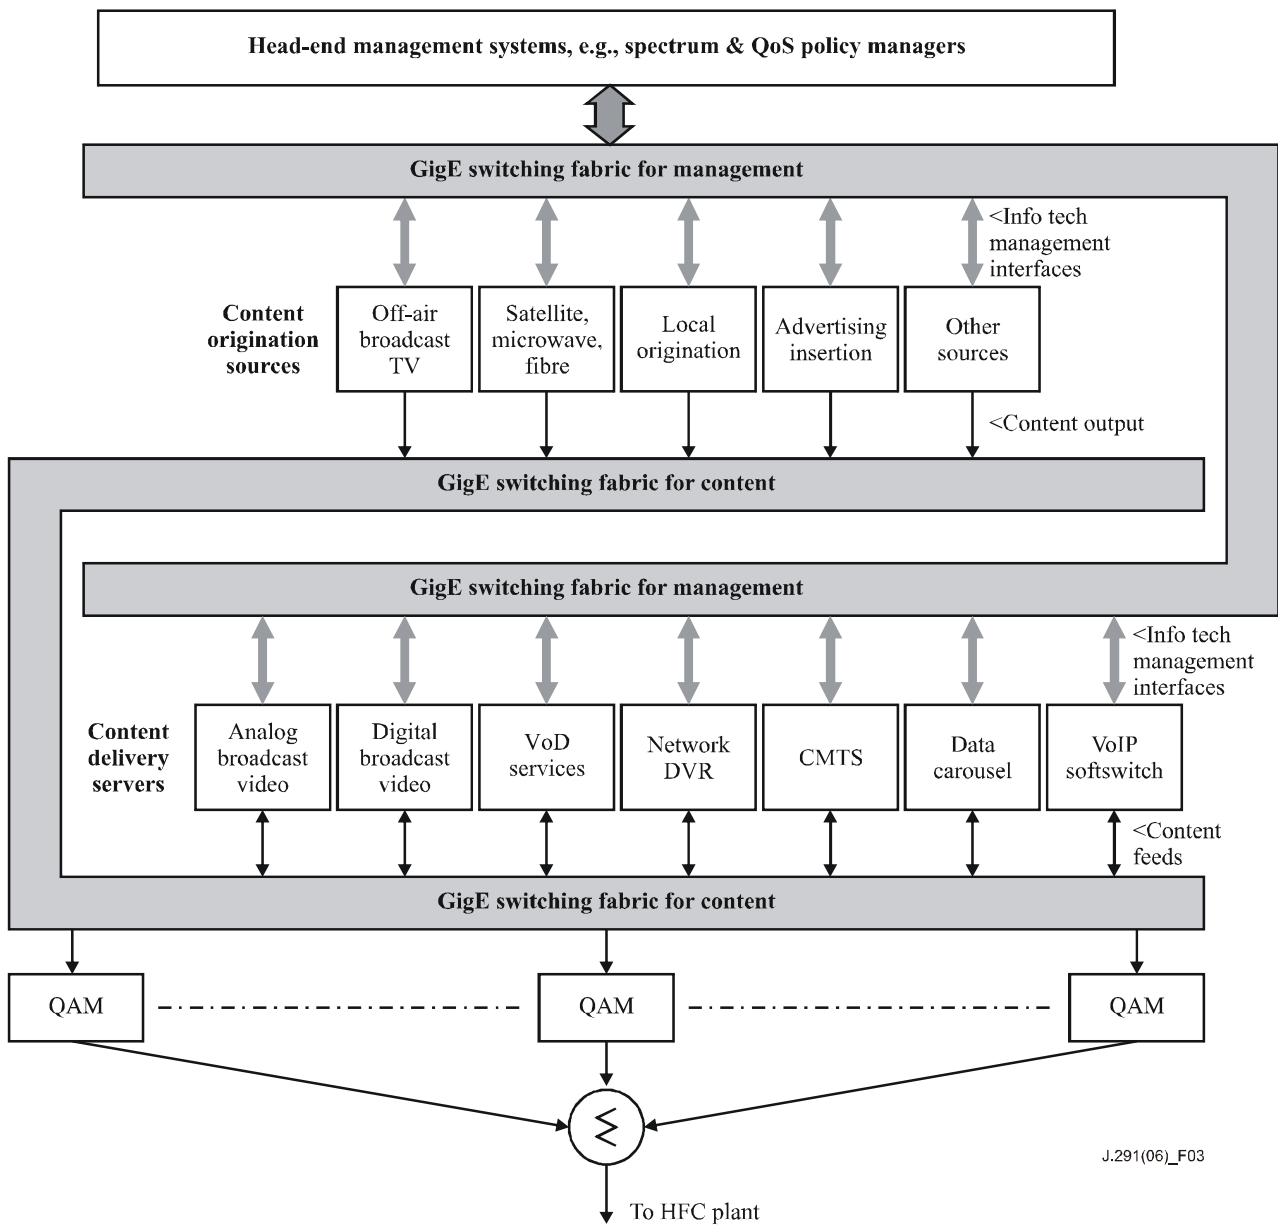 Head-end management systems, e.g., spectrum & QoS policy managers
GigE switching fabric for management
<Info tech
management
interfaces
Content
origination
sources
Off-air
broadcast
TV
Satellite,
microwave,
fibre
Local
origination
Advertising
insertion
Other
sources
<Content output
GigE switching fabric for content
GigE switching fabric for management
<Info tech
management
interfaces
Content
delivery
servers
Analog
broadcast
video
Digital
broadcast
video
VoD
services
Network
DVR
CMTS
Data
carousel
VoIP
softswitch
<Content
feeds
GigE switching fabric for content
QAM
QAM
QAM
J.291(06)_F03
To HFC plant